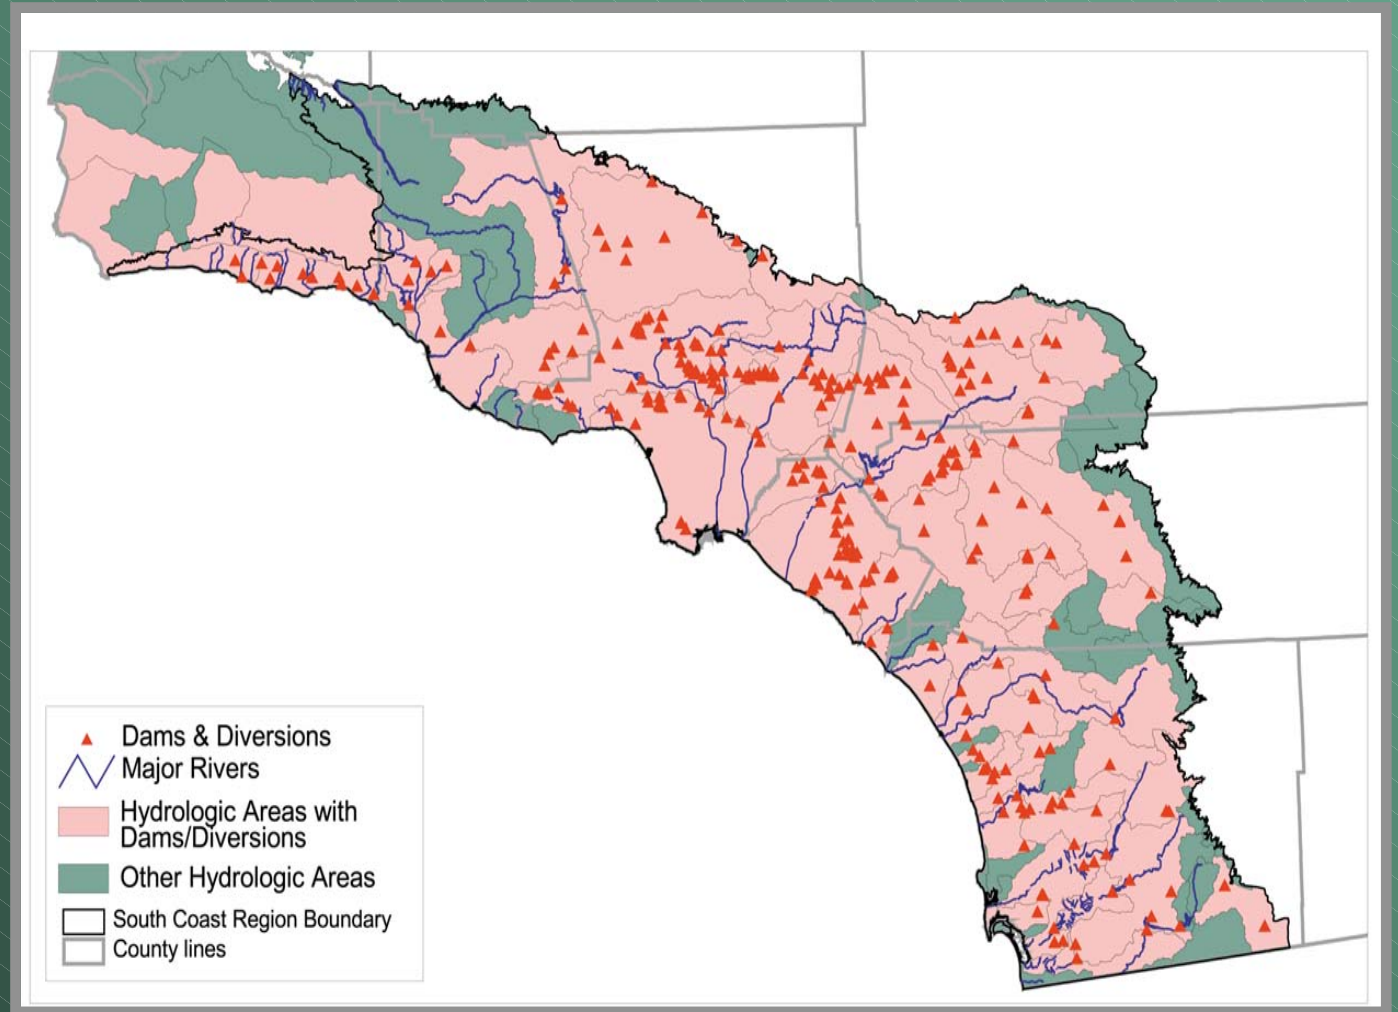 Dams & Diversions
Major Rivers
Hydrologic Areas with
Dams/Diversions
Other Hydrologic Areas
South Coast Region Boundary
County lines